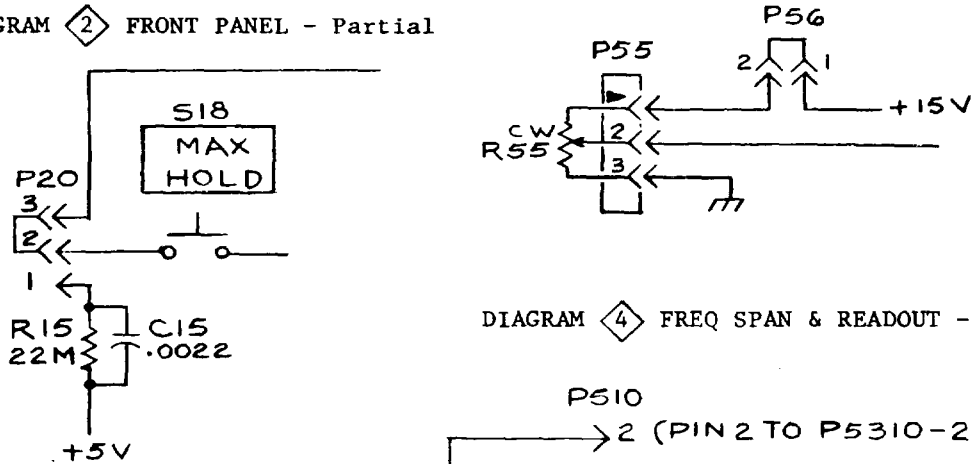 GRAM 2 FRONT PANEL - Partial
P56
P55
2 1
S18
MAX
HOLD
+15V
CW
R55
2
3
P20
3
2
1
R15
22M
C15
.0022
+5V
DIAGRAM 4 FREQ SPAN & READOUT -
P510
2 (PIN 2 TO P5310-2